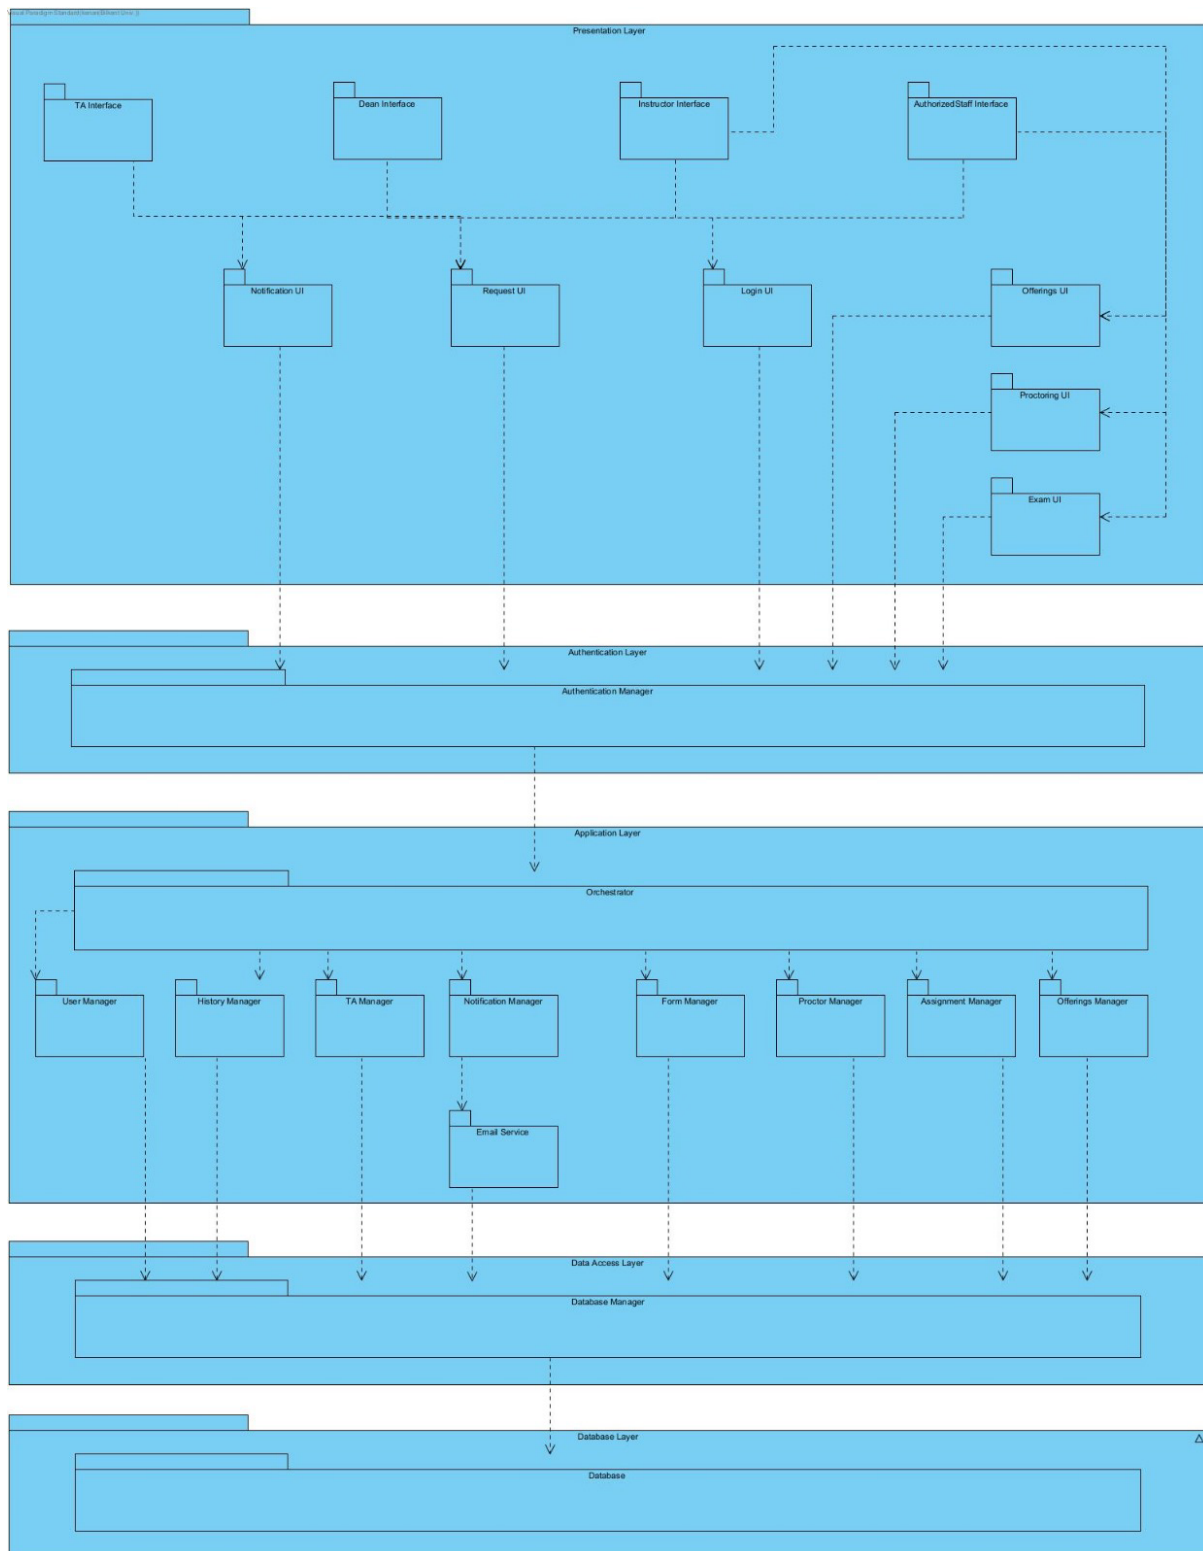 Presentation Layer
TA Interface
Dean Interface
Instructor Interface
AuthorizedStaff Interface
Notification UI
Request UI
Login UI
Offerings UI
Proctoring UI
Exam UI
Authentication Layer
Authentication Manager
Application Layer
Orchestrator
User Manager
History Manager
TA Manager
Notification Manager
Form Manager
Proctor Manager
Assignment Manager
Offerings Manager
Email Service
Data Access Layer
Database Manager
Database Layer
Database